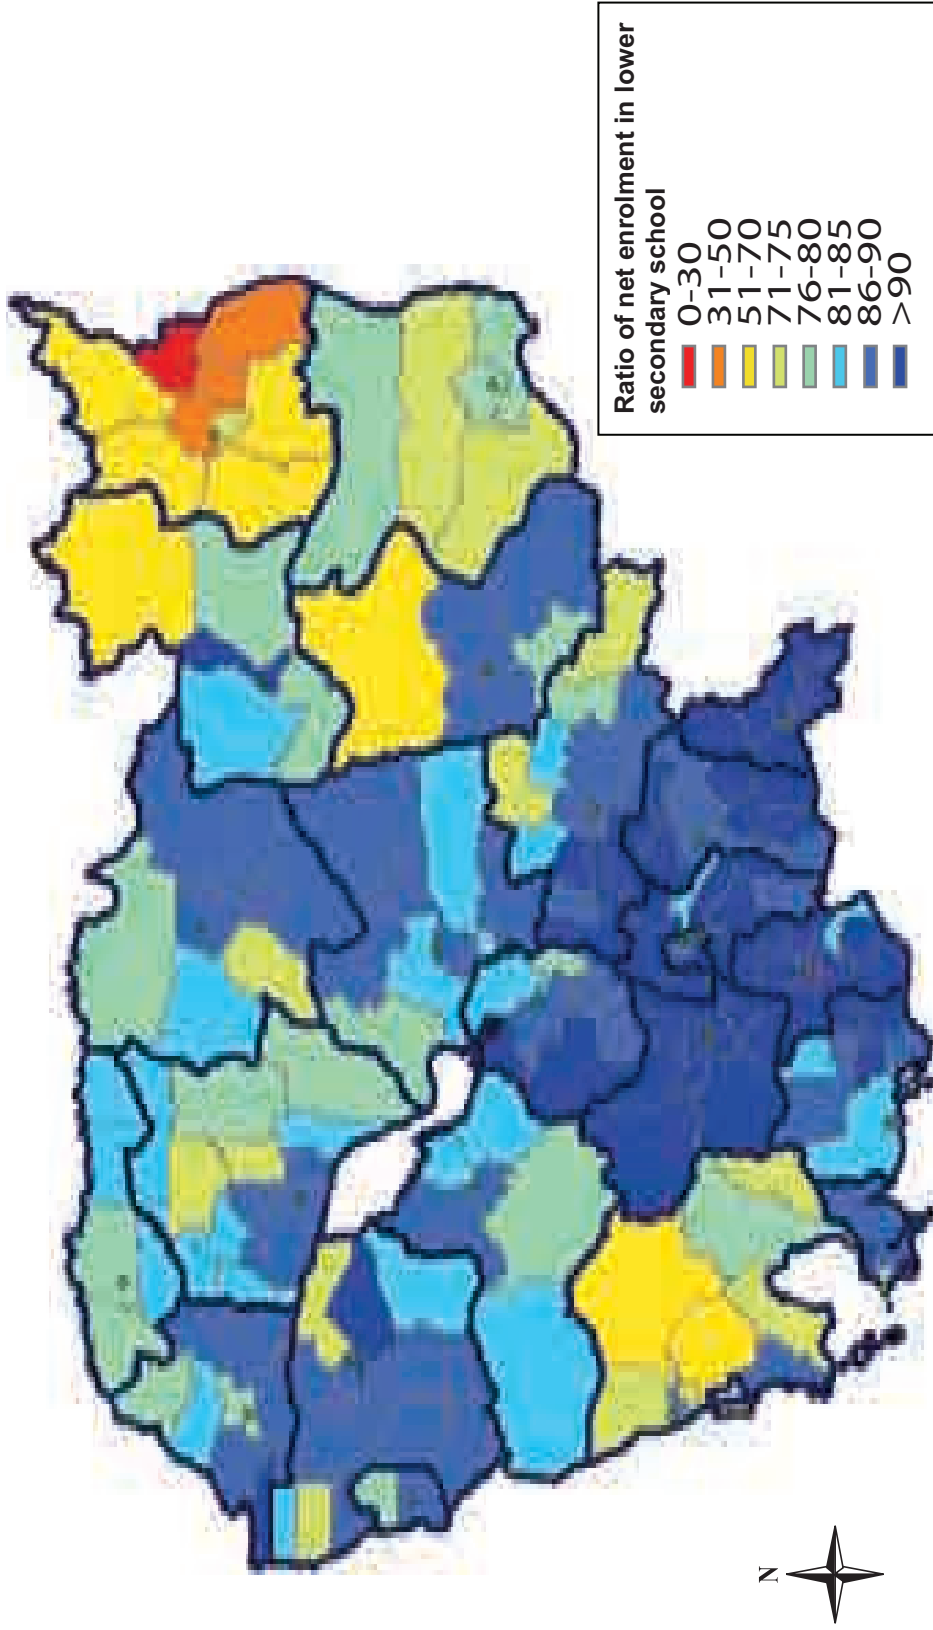 Ratio of net enrolment in lower
secondary school
0-30
31-50
51-70
71-75
76-80
81-85
86-90
>90
N